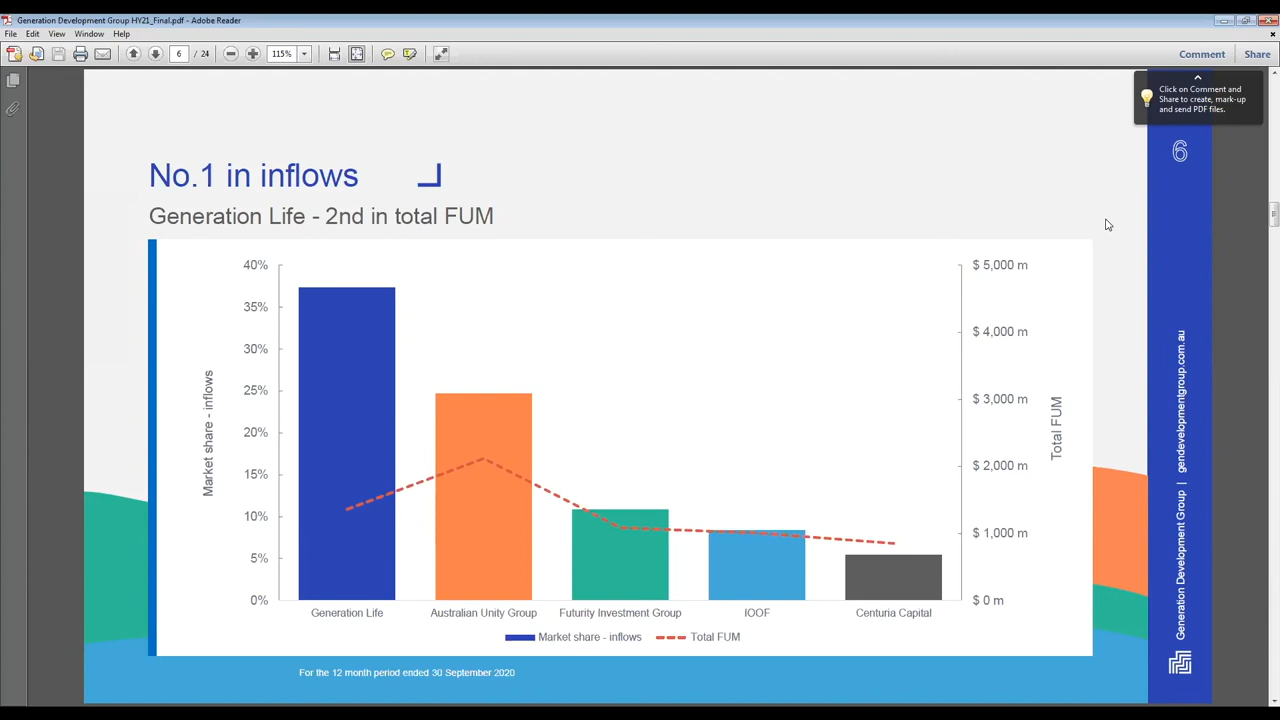 Generation Development Group HY21_Final.pdf - Adobe Reader
File Edit View Window Help
6 / 24 115% Comment Share
Click on Comment and
Share to create, mark-up
and send PDF files.
6
No.1 in inflows
Generation Life - 2nd in total FUM
40%
35%
30%
25%
20%
15%
10%
5%
0%
Market share - inflows
$ 5,000 m
$ 4,000 m
$ 3,000 m
$ 2,000 m
$ 1,000 m
$ 0 m
Total FUM
Generation Life Australian Unity Group Futurity Investment Group IOOF Centuria Capital
Market share - inflows Total FUM
For the 12 month period ended 30 September 2020
Generation Development Group | gendevelopmentgroup.com.au